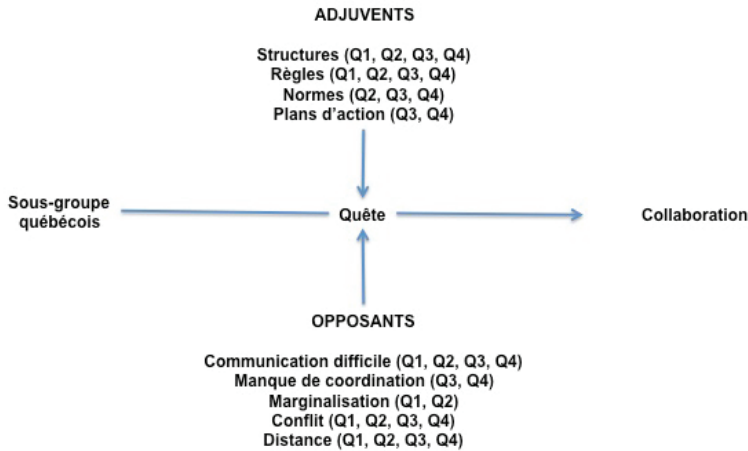 ADJUVENTS
Structures (Q1, Q2, Q3, Q4)
Règles (Q1, Q2, Q3, Q4)
Normes (Q2, Q3, Q4)
Plans d'action (Q3, Q4)
Sous-groupe
québécois
Quête
Collaboration
OPPOSANTS
Communication difficile (Q1, Q2, Q3, Q4)
Manque de coordination (Q3, Q4)
Marginalisation (Q1, Q2)
Conflit (Q1, Q2, Q3, Q4)
Distance (Q1, Q2, Q3, Q4)